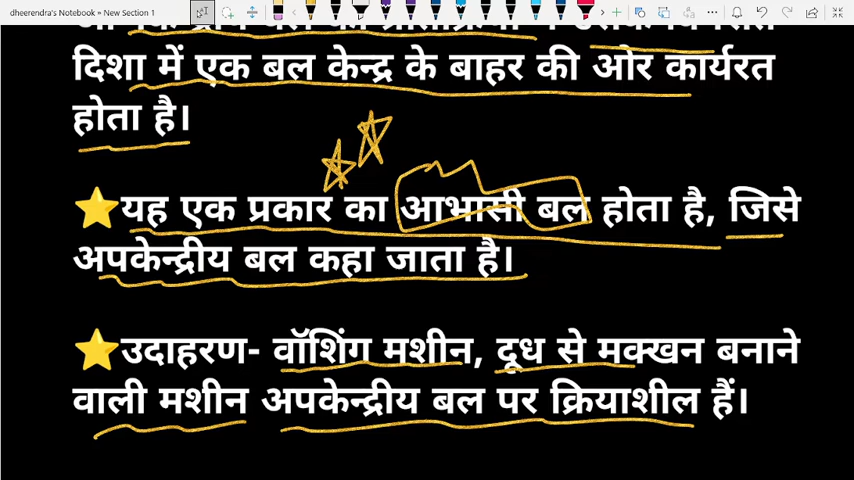 dheerendra's Notebook » New Section 1
दिशा में एक बल केन्द्र के बाहर की ओर कार्यरत
होता है।
⭐यह एक प्रकार का आभासी बल होता है, जिसे
अपकेन्द्रीय बल कहा जाता है।
⭐उदाहरण- वॉशिंग मशीन, दूध से मक्खन बनाने
वाली मशीन अपकेन्द्रीय बल पर क्रियाशील हैं।